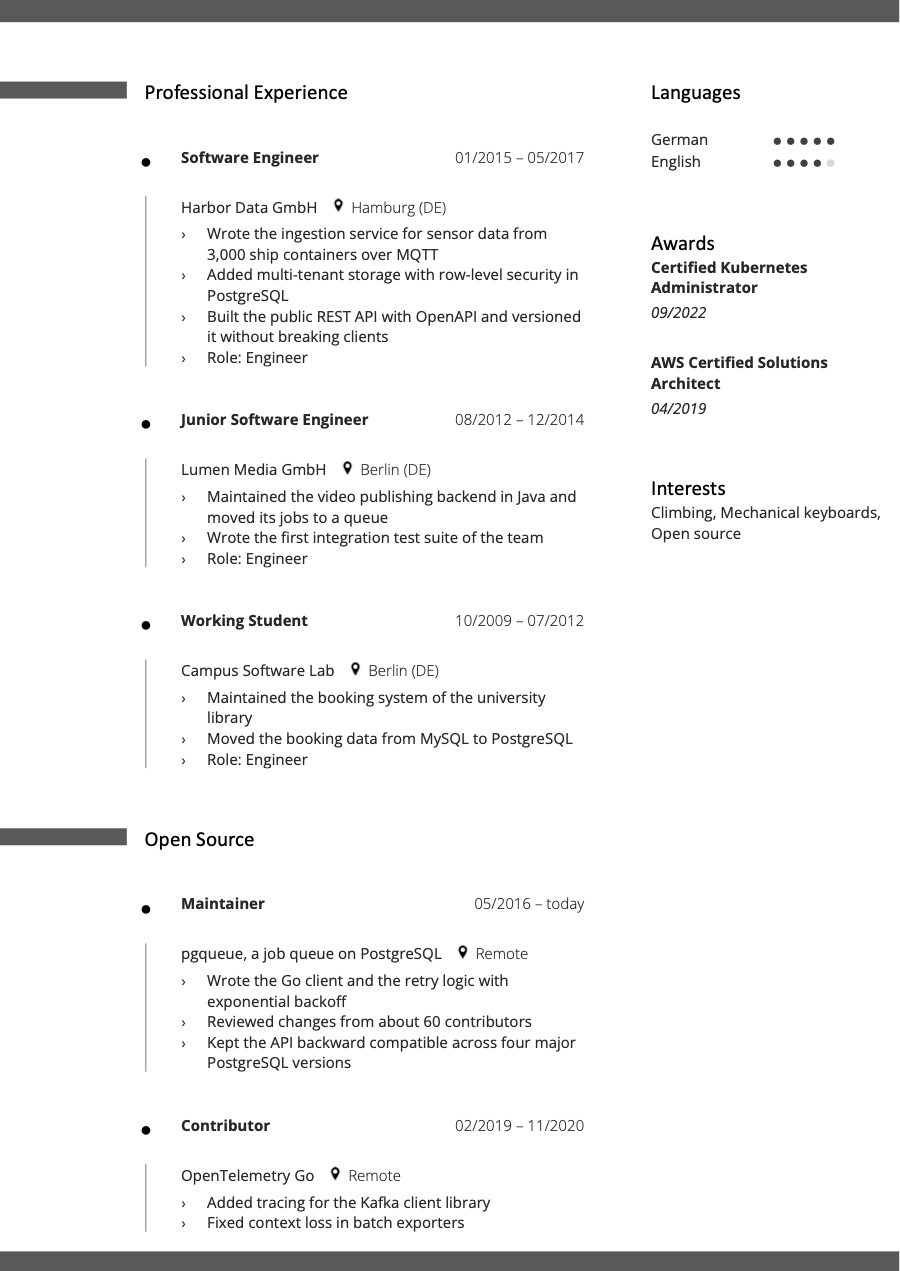 Professional Experience
Software Engineer 01/2015 – 05/2017
Harbor Data GmbH Hamburg (DE)
› Wrote the ingestion service for sensor data from
3,000 ship containers over MQTT
› Added multi-tenant storage with row-level security in
PostgreSQL
› Built the public REST API with OpenAPI and versioned
it without breaking clients
› Role: Engineer
Junior Software Engineer 08/2012 – 12/2014
Lumen Media GmbH Berlin (DE)
› Maintained the video publishing backend in Java and
moved its jobs to a queue
› Wrote the first integration test suite of the team
› Role: Engineer
Working Student 10/2009 – 07/2012
Campus Software Lab Berlin (DE)
› Maintained the booking system of the university
library
› Moved the booking data from MySQL to PostgreSQL
› Role: Engineer
Open Source
Maintainer 05/2016 – today
pgqueue, a job queue on PostgreSQL Remote
› Wrote the Go client and the retry logic with
exponential backoff
› Reviewed changes from about 60 contributors
› Kept the API backward compatible across four major
PostgreSQL versions
Contributor 02/2019 – 11/2020
OpenTelemetry Go Remote
› Added tracing for the Kafka client library
› Fixed context loss in batch exporters
Languages
German
English
Awards
Certified Kubernetes
Administrator
09/2022
AWS Certified Solutions
Architect
04/2019
Interests
Climbing, Mechanical keyboards,
Open source